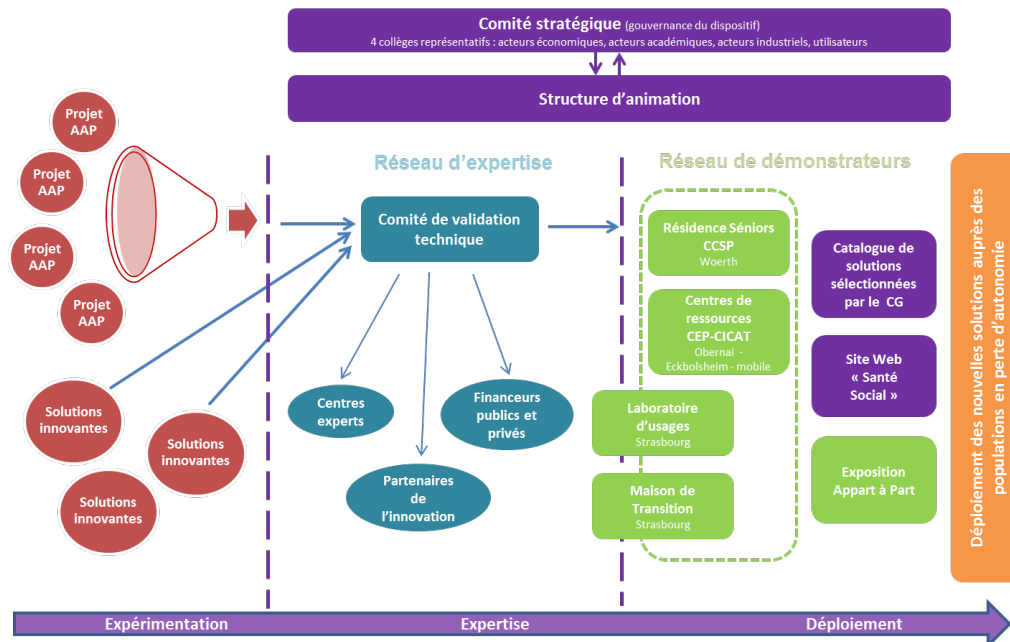 Comité stratégique (gouvernance du dispositif)
4 collèges représentatifs : acteurs économiques, acteurs académiques, acteurs industriels, utilisateurs
Structure d'animation
Projet
AAP
Projet
AAP
Projet
AAP
Projet
AAP
Solutions
innovantes
Solutions
innovantes
Solutions
innovantes
Réseau d'expertise
Comité de validation
technique
Centres
experts
Financeurs
publics et
privés
Partenaires
de
l'innovation
Réseau de démonstrateurs
Résidence Séniors
CCSP
Woerth
Centres de
ressources
CEP-CICAT
Obernai -
Eckbolsheim - mobile
Laboratoire
d'usages
Strasbourg
Maison de
Transition
Strasbourg
Catalogue de
solutions
sélectionnées
par le CG
Site Web
« Santé
Social »
Exposition
Appart à Part
Déploiement des nouvelles solutions auprès des
populations en perte d'autonomie
Expérimentation
Expertise
Déploiement